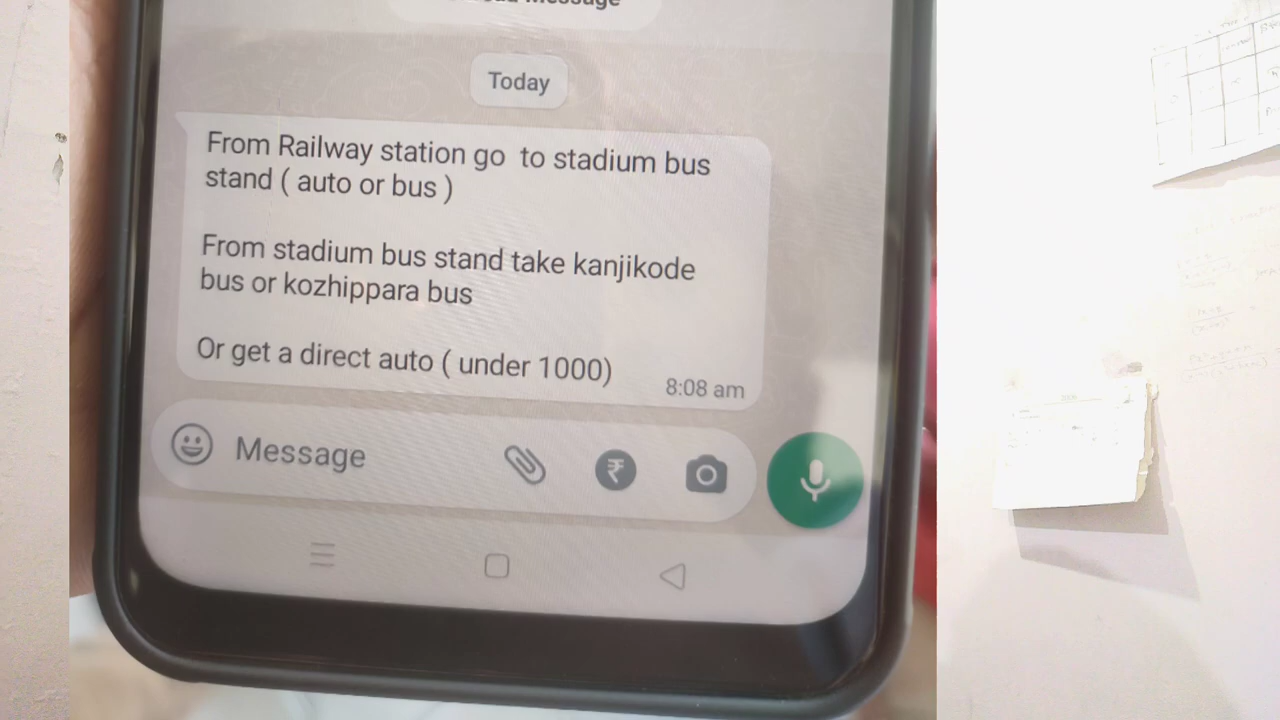 Message
Today
From Railway station go to stadium bus
stand ( auto or bus )
From stadium bus stand take kanjikode
bus or kozhippara bus
Or get a direct auto ( under 1000)
8:08 am
Message